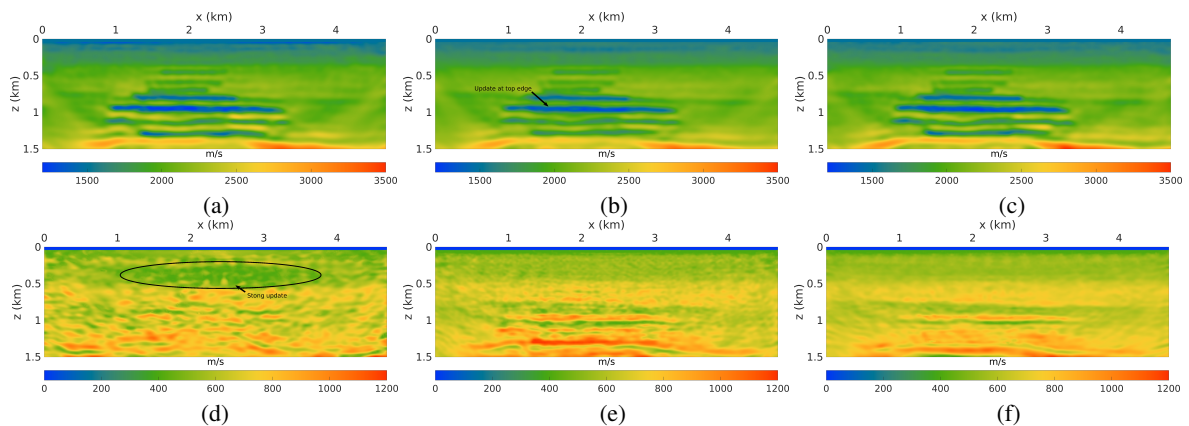 x (km)
x (km)
x (km)
0 1 2 3 4
0 1 2 3 4
0 1 2 3 4
z (km)
0
0.5
1
1.5
z (km)
0
0.5
1
1.5
Update at top edge
z (km)
0
0.5
1
1.5
m/s
m/s
m/s
1500 2000 2500 3000 3500
1500 2000 2500 3000 3500
1500 2000 2500 3000 3500
(a)
(b)
(c)
x (km)
x (km)
x (km)
0 1 2 3 4
0 1 2 3 4
0 1 2 3 4
z (km)
0
0.5
1
1.5
Stong update
z (km)
0
0.5
1
1.5
z (km)
0
0.5
1
1.5
m/s
m/s
m/s
0 200 400 600 800 1000 1200
0 200 400 600 800 1000 1200
0 200 400 600 800 1000 1200
(d)
(e)
(f)